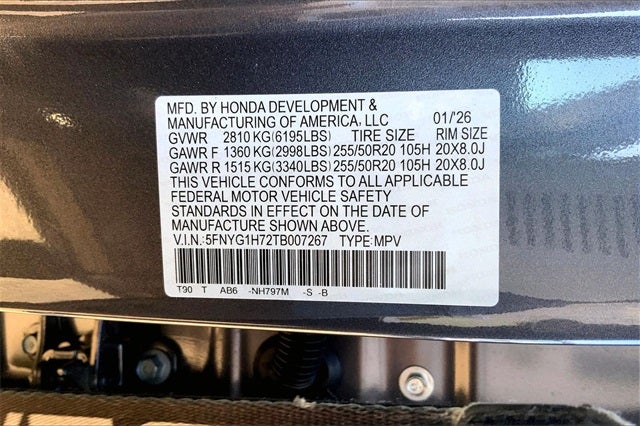 MFD. BY HONDA DEVELOPMENT &
MANUFACTURING OF AMERICA, LLC 01/'26
GVWR 2810 KG(6195LBS) TIRE SIZE RIM SIZE
GAWR F 1360 KG(2998LBS) 255/50R20 105H 20X8.0J
GAWR R 1515 KG(3340LBS) 255/50R20 105H 20X8.0J
THIS VEHICLE CONFORMS TO ALL APPLICABLE
FEDERAL MOTOR VEHICLE SAFETY
STANDARDS IN EFFECT ON THE DATE OF
MANUFACTURE SHOWN ABOVE.
V.I.N.:5FNYG1H72TB007267 TYPE:MPV
T90 T AB6 -NH797M -S -B